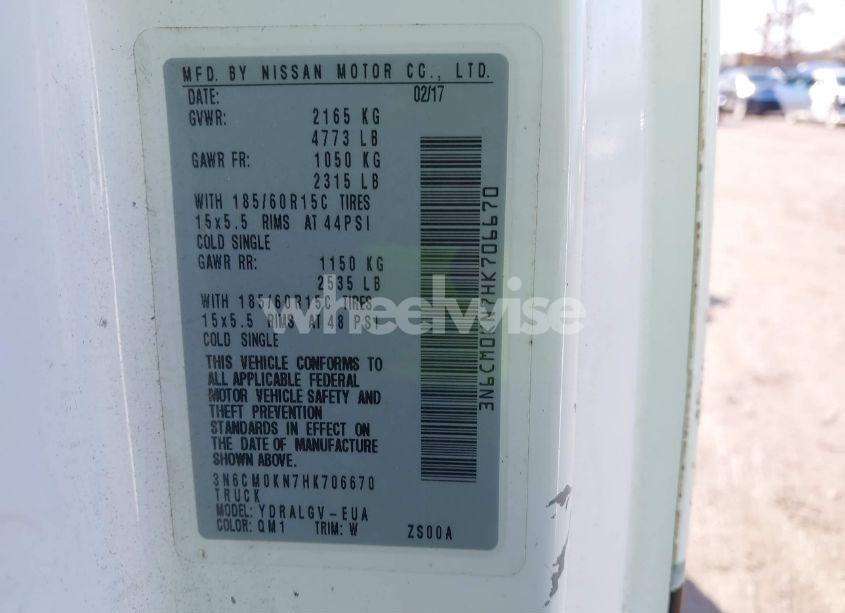 MFD. BY NISSAN MOTOR CO., LTD.
DATE: 02/17
GVWR: 2165 KG
4773 LB
GAWR FR: 1050 KG
2315 LB
WITH 185/60R15C TIRES
15x5.5 RIMS AT 44PSI
COLD SINGLE
GAWR RR: 1150 KG
2535 LB
WITH 185/60R15C TIRES
15x5.5 RIMS AT 48 PSI
COLD SINGLE
THIS VEHICLE CONFORMS TO
ALL APPLICABLE FEDERAL
MOTOR VEHICLE SAFETY AND
THEFT PREVENTION
STANDARDS IN EFFECT ON
THE DATE OF MANUFACTURE
SHOWN ABOVE.
3N6CM0KN7HK706670
TRUCK
MODEL: YDRALGV-EUA
COLOR: QM1 TRIM: W ZS00A
3N6CM0KN7HK706670
wheelwise